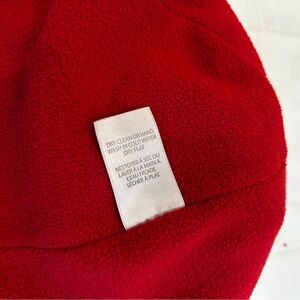 DRY CLEAN OR HAND
WASH IN COLD WATER
DRY FLAT
NETTOYER À SEC OU
LAVER À LA MAIN A
L'EAU FROIDE
SÉCHER À PLAT